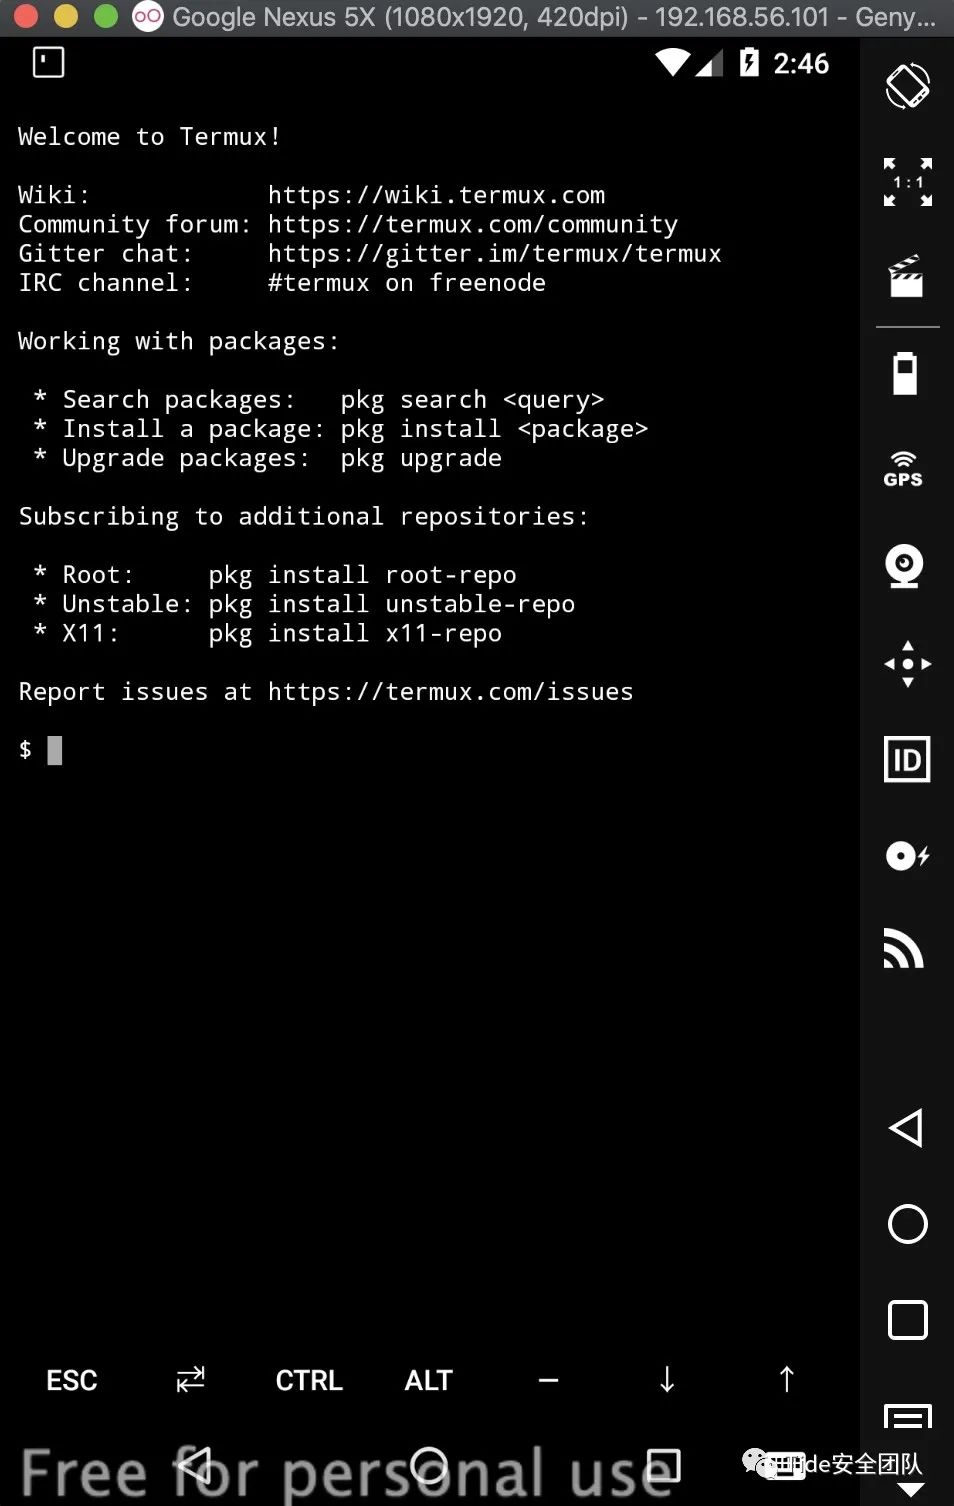 Google Nexus 5X (1080x1920, 420dpi) - 192.168.56.101 - Geny...
2:46
Welcome to Termux!
Wiki: https://wiki.termux.com
Community forum: https://termux.com/community
Gitter chat: https://gitter.im/termux/termux
IRC channel: #termux on freenode
Working with packages:
* Search packages: pkg search <query>
* Install a package: pkg install <package>
* Upgrade packages: pkg upgrade
Subscribing to additional repositories:
* Root: pkg install root-repo
* Unstable: pkg install unstable-repo
* X11: pkg install x11-repo
Report issues at https://termux.com/issues
$
1:1
GPS
ID
ESC ⇄ CTRL ALT – ↓ ↑
Free for personal use
安全团队